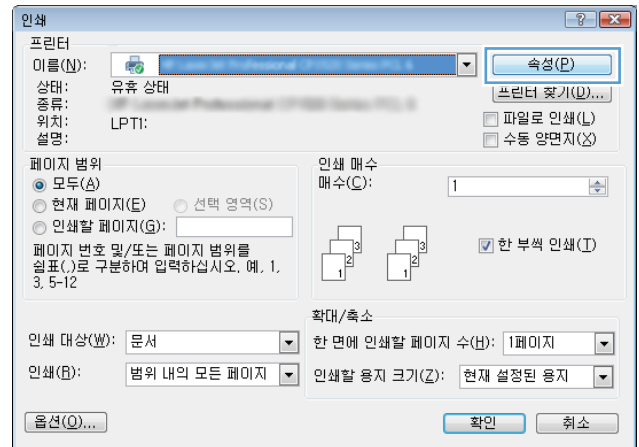 인쇄
프린터
이름(N): 속성(P)
상태: 유휴 상태 프린터 찾기(D)...
종류:
위치: LPT1: 파일로 인쇄(L)
설명: 수동 양면지(X)
페이지 범위
모두(A)
현재 페이지(E) 선택 영역(S)
인쇄할 페이지(G):
페이지 번호 및/또는 페이지 범위를
쉼표(,)로 구분하여 입력하십시오. 예, 1,
3, 5-12
인쇄 매수
매수(C): 1
1 2 3 1 2 3 한 부씩 인쇄(T)
인쇄 대상(W): 문서
인쇄(R): 범위 내의 모든 페이지
확대/축소
한 면에 인쇄할 페이지 수(H): 1페이지
인쇄할 용지 크기(Z): 현재 설정된 용지
옵션(O)... 확인 취소